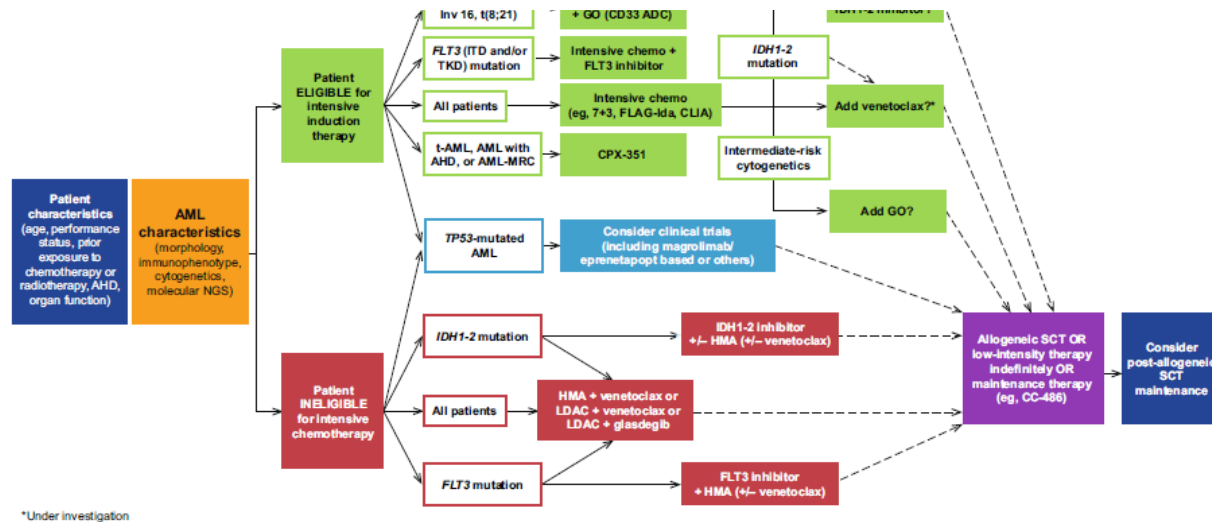 Inv 16, t(8;21)
+ GO (CD33 ADC)
IDH1-2 inhibitor?
FLT3 (ITD and/or
TKD) mutation
Intensive chemo +
FLT3 inhibitor
IDH1-2
mutation
Patient
ELIGIBLE for
intensive
induction
therapy
All patients
Intensive chemo
(eg, 7+3, FLAG-Ida, CLIA)
Add venetoclax?*
t-AML, AML with
AHD, or AML-MRC
CPX-351
Intermediate-risk
cytogenetics
Add GO?
Patient
characteristics
(age, performance
status, prior
exposure to
chemotherapy or
radiotherapy, AHD,
organ function)
AML
characteristics
(morphology,
immunophenotype,
cytogenetics,
molecular NGS)
TP53-mutated
AML
Consider clinical trials
(including magrolimab/
eprenetapopt based or others)
IDH1-2 mutation
IDH1-2 inhibitor
+/– HMA (+/– venetoclax)
Patient
INELIGIBLE
for intensive
chemotherapy
All patients
HMA + venetoclax or
LDAC + venetoclax or
LDAC + glasdegib
FLT3 mutation
FLT3 inhibitor
+ HMA (+/– venetoclax)
Allogeneic SCT OR
low-intensity therapy
indefinitely OR
maintenance therapy
(eg, CC-486)
Consider
post-allogeneic
SCT
maintenance
*Under investigation